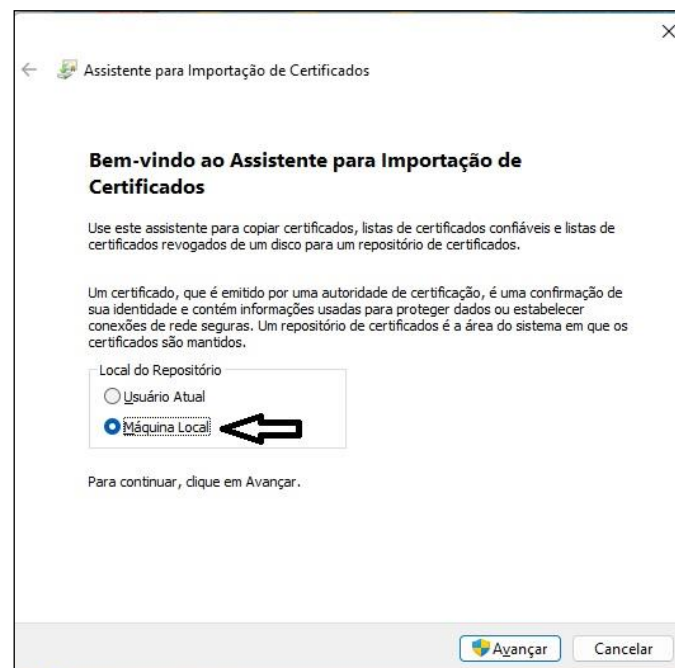 Assistente para Importação de Certificados
Bem-vindo ao Assistente para Importação de
Certificados
Use este assistente para copiar certificados, listas de certificados confiáveis e listas de
certificados revogados de um disco para um repositório de certificados.
Um certificado, que é emitido por uma autoridade de certificação, é uma confirmação de
sua identidade e contém informações usadas para proteger dados ou estabelecer
conexões de rede seguras. Um repositório de certificados é a área do sistema em que os
certificados são mantidos.
Local do Repositório
Usuário Atual
Máquina Local
Para continuar, clique em Avançar.
Avançar Cancelar